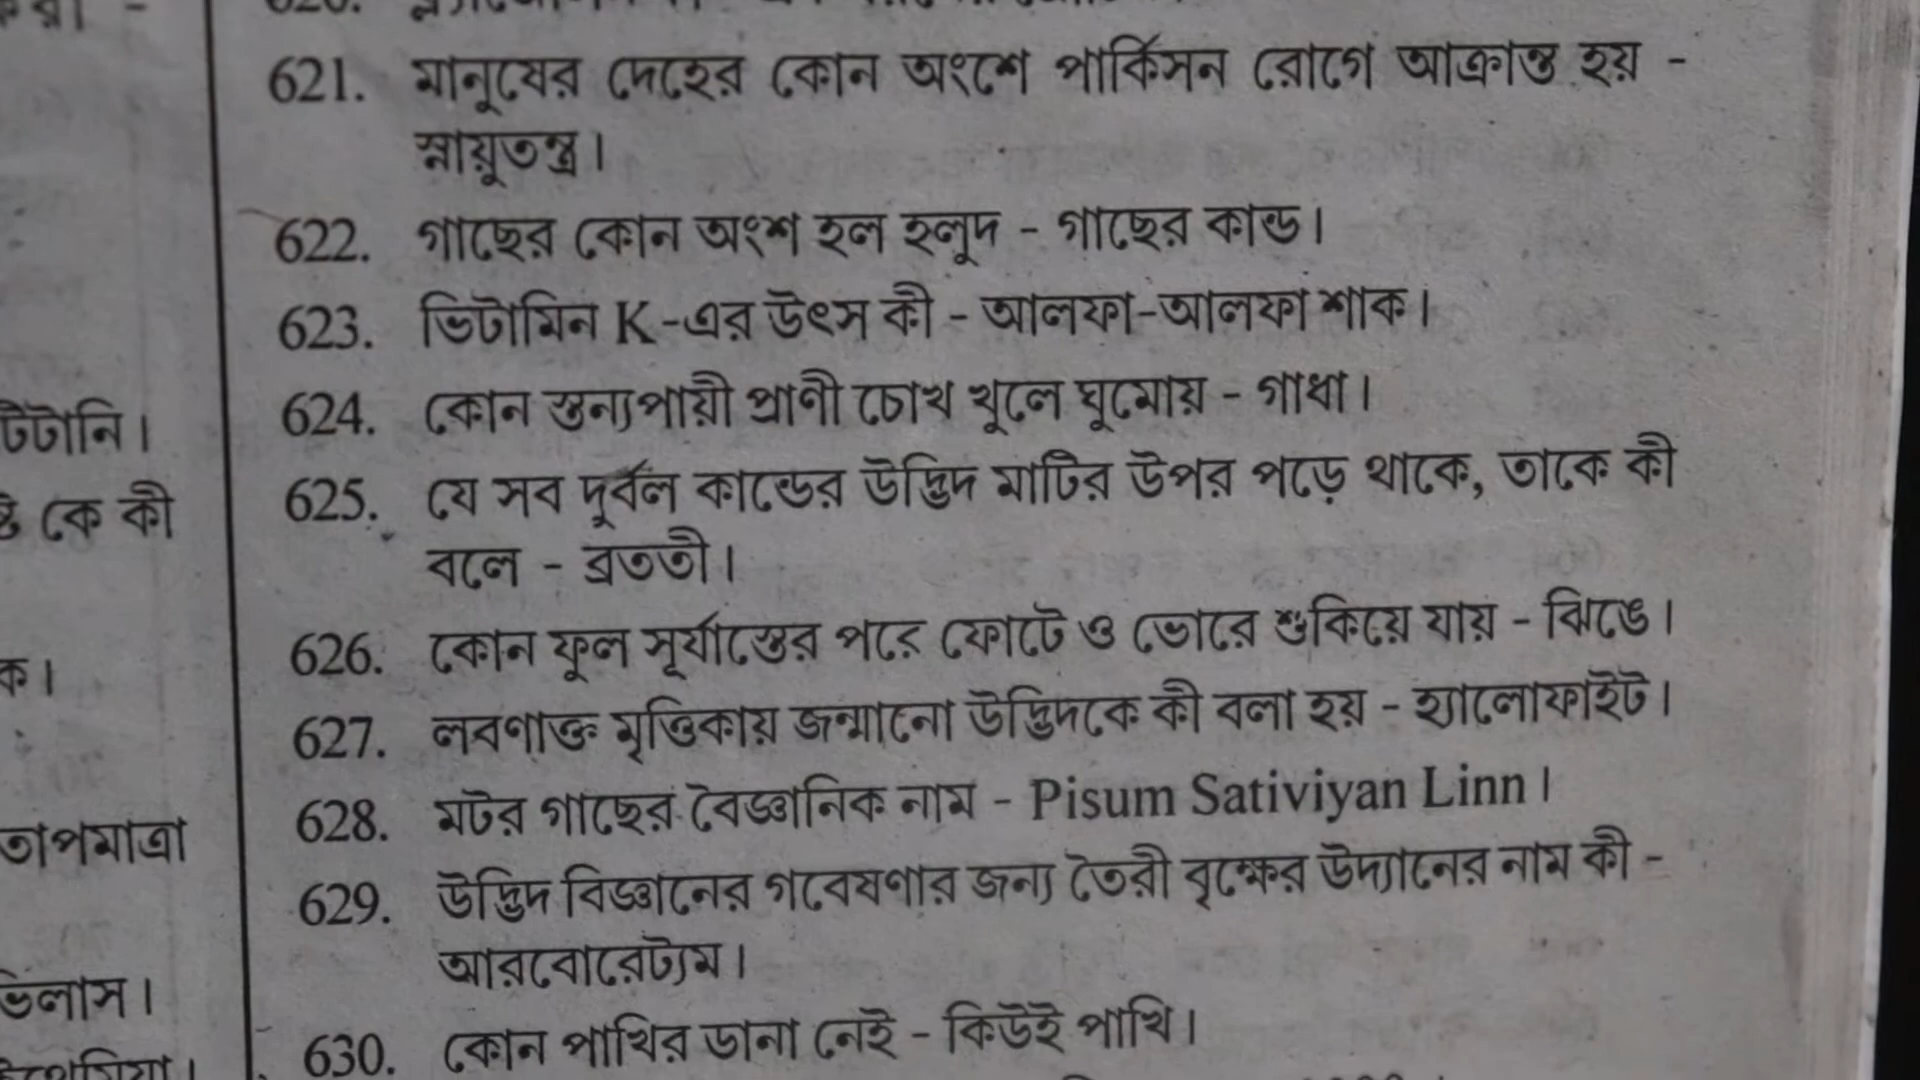 টটানি।
কে কী
ক।
তাপমাত্রা
ভিলাস।
621. মানুষের দেহের কোন অংশে পার্কিসন রোগে আক্রান্ত হয় -
স্নায়ুতন্ত্র।
622. গাছের কোন অংশ হল হলুদ - গাছের কান্ড।
623. ভিটামিন K-এর উৎস কী - আলফা-আলফা শাক।
624. কোন স্তন্যপায়ী প্রাণী চোখ খুলে ঘুমোয় - গাধা।
625. যে সব দুর্বল কান্ডের উদ্ভিদ মাটির উপর পড়ে থাকে, তাকে কী
বলে - ব্রততী।
626. কোন ফুল সূর্যাস্তের পরে ফোটে ও ভোরে শুকিয়ে যায় - ঝিঙে।
627. লবণাক্ত মৃত্তিকায় জন্মানো উদ্ভিদকে কী বলা হয় - হ্যালোফাইট।
628. মটর গাছের বৈজ্ঞানিক নাম - Pisum Sativiyan Linn।
629. উদ্ভিদ বিজ্ঞানের গবেষণার জন্য তৈরী বৃক্ষের উদ্যানের নাম কী -
আরবোরেট্যম।
630. কোন পাখির ডানা নেই - কিউই পাখি।